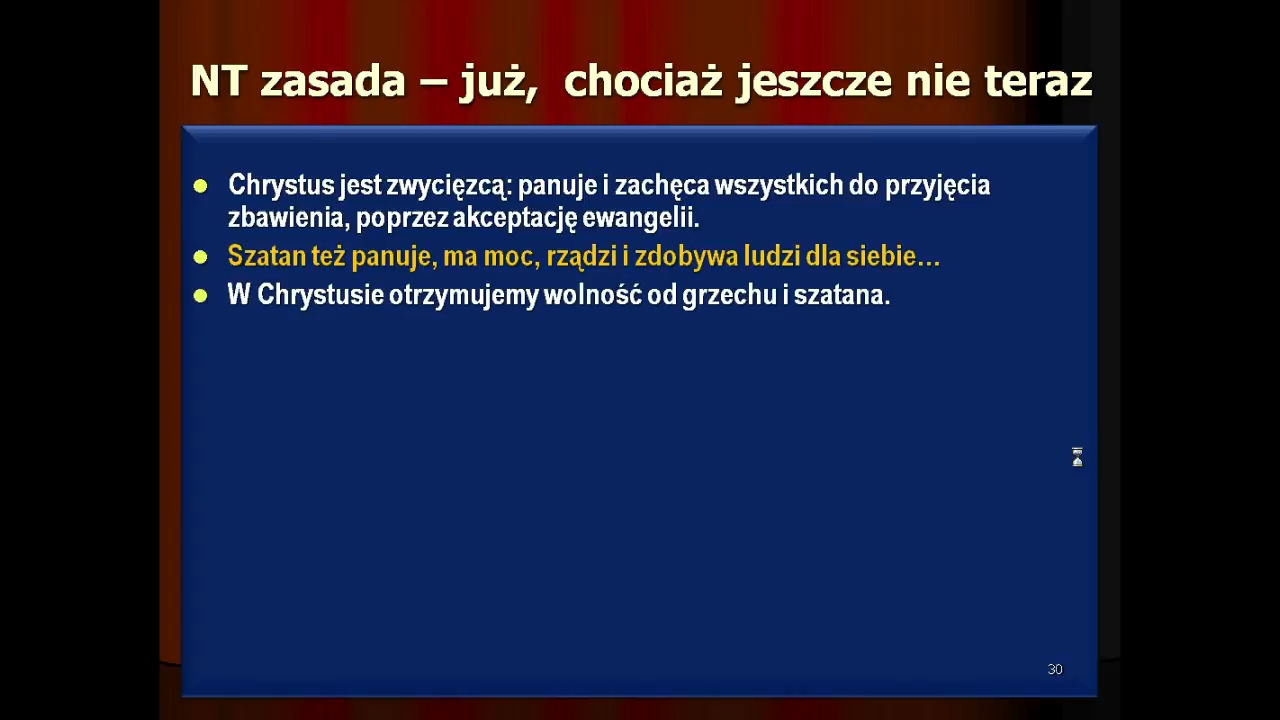 NT zasada – już, chociaż jeszcze nie teraz
Chrystus jest zwycięzcą: panuje i zachęca wszystkich do przyjęcia
zbawienia, poprzez akceptację ewangelii.
Szatan też panuje, ma moc, rządzi i zdobywa ludzi dla siebie…
W Chrystusie otrzymujemy wolność od grzechu i szatana.
30